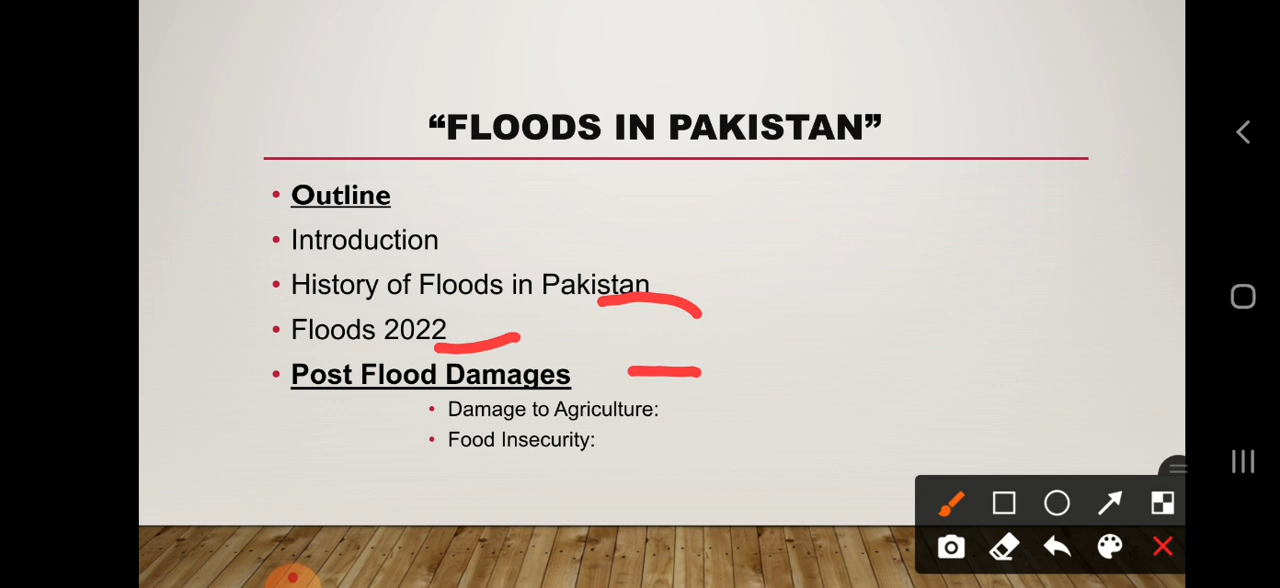 “FLOODS IN PAKISTAN”
• Outline
• Introduction
• History of Floods in Pakistan
• Floods 2022
• Post Flood Damages
• Damage to Agriculture:
• Food Insecurity: